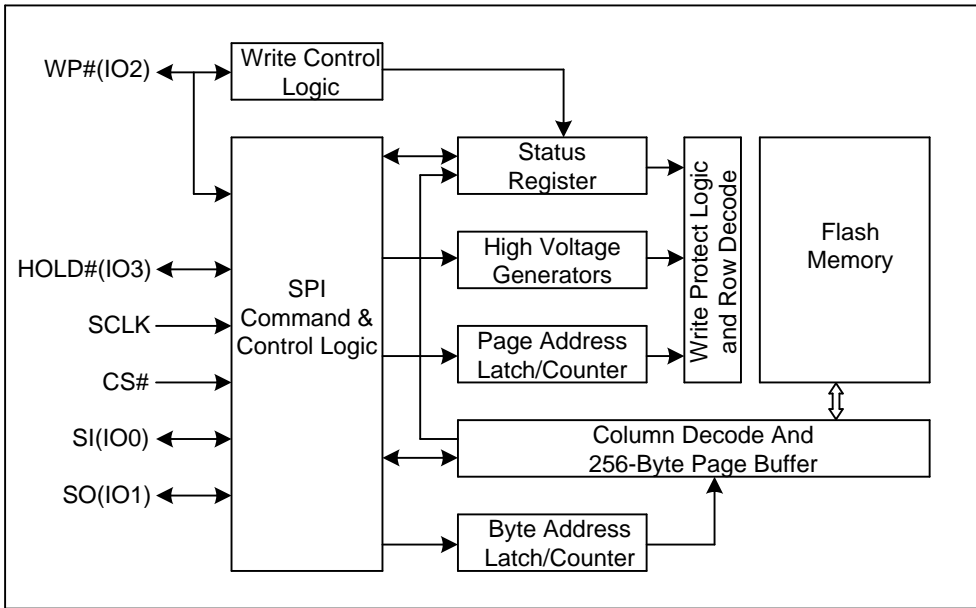 WP#(IO2)
Write Control
Logic
Status
Register
HOLD#(IO3)
High Voltage
Generators
SPI
Command &
Control Logic
SCLK
Page Address
Latch/Counter
CS#
Write Protect Logic
and Row Decode
Flash
Memory
SI(IO0)
Column Decode And
256-Byte Page Buffer
SO(IO1)
Byte Address
Latch/Counter